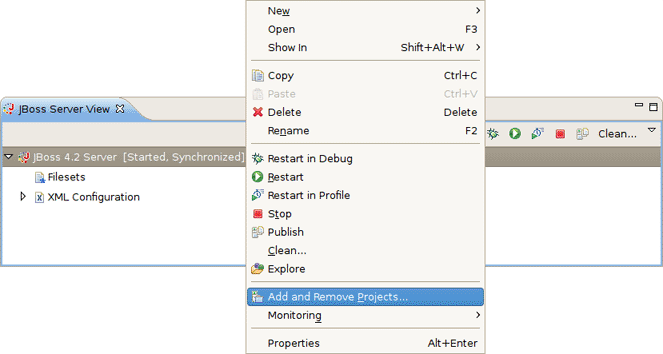 New
Open F3
Show In Shift+Alt+W
Copy Ctrl+C
Paste Ctrl+V
JBoss Server View
Delete Delete
Rename F2
Clean...
JBoss 4.2 Server [Started, Synchronized]
Restart in Debug
Filesets
Restart
XML Configuration
Restart in Profile
Stop
Publish
Clean...
Explore
Add and Remove Projects...
Monitoring
Properties Alt+Enter